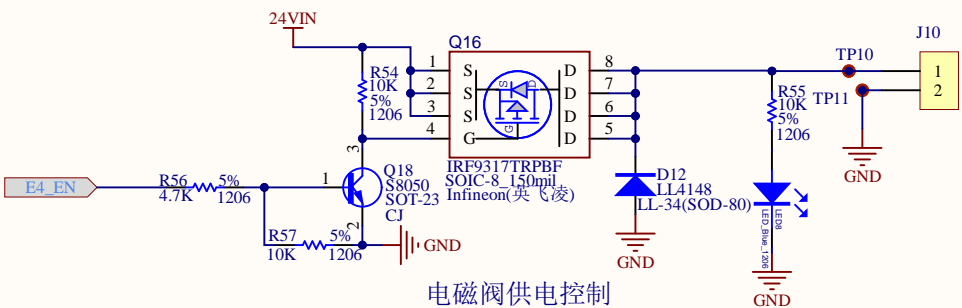 24VIN
J10
Q16
TP10
1
8
1
S
D
R54
10K
5%
1206
2
7
R55
10K
5%
1206
TP11
2
S
D
3
6
S
D
4
5
G
D
S
D
G
GND
3
IRF9317TRPBF
SOIC-8_150mil
Infineon(英飞凌)
Q18
S8050
SOT-23
CJ
D12
LL4148
LL-34(SOD-80)
E4_EN
R56
4.7K
5%
1206
1
2
LED8
LED_Blue_1206
R57
10K
5%
1206
GND
GND
GND
电磁阀供电控制